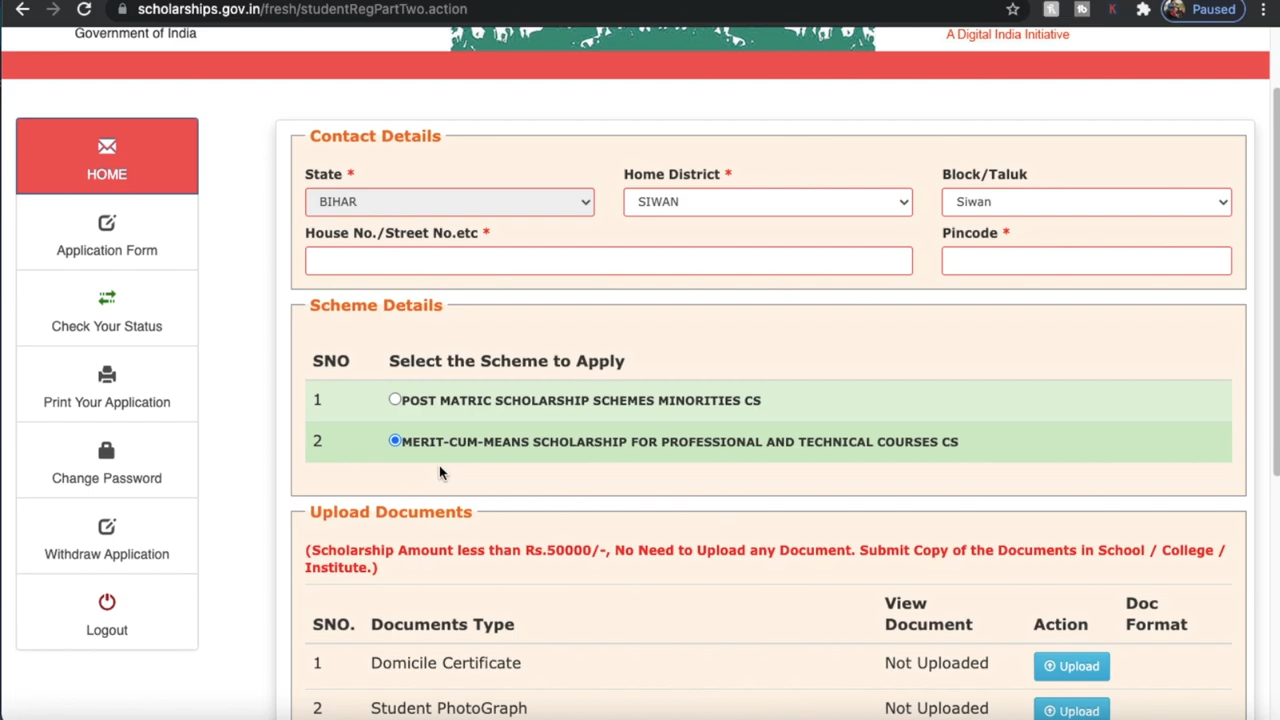 scholarships.gov.in/fresh/studentRegPartTwo.action
K
Paused
Government of India
A Digital India Initiative
HOME
Application Form
Check Your Status
Print Your Application
Change Password
Withdraw Application
Logout
Contact Details
State * Home District * Block/Taluk
BIHAR SIWAN Siwan
House No./Street No.etc * Pincode *
Scheme Details
SNO Select the Scheme to Apply
1 POST MATRIC SCHOLARSHIP SCHEMES MINORITIES CS
2 MERIT-CUM-MEANS SCHOLARSHIP FOR PROFESSIONAL AND TECHNICAL COURSES CS
Upload Documents
(Scholarship Amount less than Rs.50000/-, No Need to Upload any Document. Submit Copy of the Documents in School / College /
Institute.)
SNO. Documents Type View Document Action Doc Format
1 Domicile Certificate Not Uploaded Upload
2 Student PhotoGraph Not Uploaded Upload